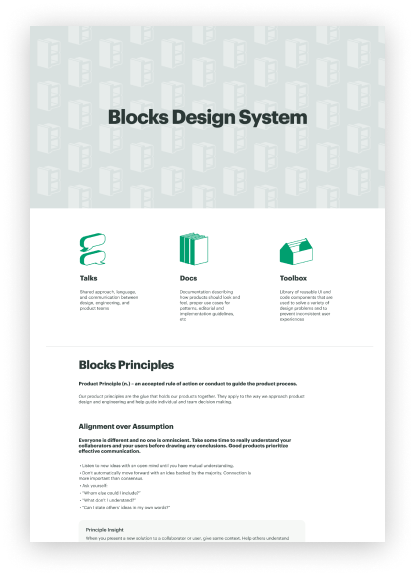 Blocks Design System
Talks
Docs
Toolbox
Shared approach, language,
and communication between
design, engineering, and
product teams
Documentation describing
how products should look and
feel, proper use cases for
patterns, editorial and
implementation guidelines,
etc
Library of reusable UI and
code components that are
used to solve a variety of
design problems and to
prevent inconsistent user
experiences
Blocks Principles
Product Principle (n.) – an accepted rule of action or conduct to guide the product process.
Our product principles are the glue that holds our products together. They apply to the way we approach product
design and engineering and help guide individual and team decision making.
Alignment over Assumption
Everyone is different and no one is omniscient. Take some time to really understand your
collaborators and your users before drawing any conclusions. Good products prioritize
effective communication.
• Listen to new ideas with an open mind until you have mutual understanding.
• Don't automatically move forward with an idea backed by the majority. Connection is
more important than consensus.
• Ask yourself:
• "Whom else could I include?"
• "What don't I understand?"
• "Can I state others' ideas in my own words?"
Principle Insight
When you present a new solution to a collaborator or user, give some context. Help others understand